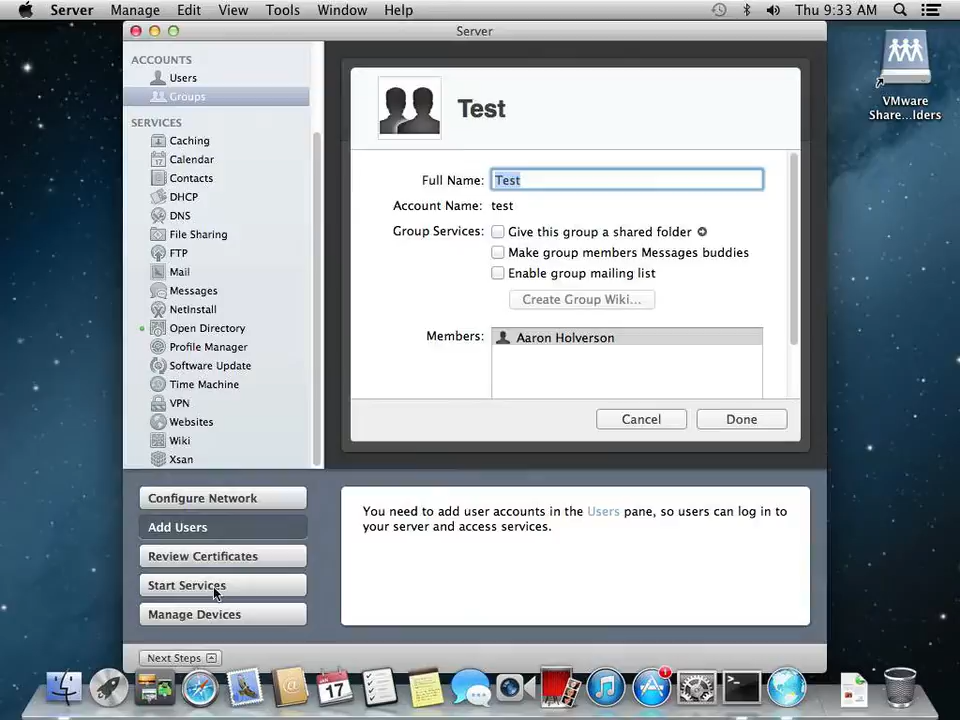 Server Manage Edit View Tools Window Help Thu 9:33 AM
Server
VMware
Share...lders
ACCOUNTS
Users
Groups
SERVICES
Caching
Calendar
Contacts
DHCP
DNS
File Sharing
FTP
Mail
Messages
NetInstall
Open Directory
Profile Manager
Software Update
Time Machine
VPN
Websites
Wiki
Xsan
Test
Full Name: Test
Account Name: test
Group Services: Give this group a shared folder
Make group members Messages buddies
Enable group mailing list
Create Group Wiki...
Members: Aaron Holverson
Cancel Done
Configure Network
Add Users
Review Certificates
Start Services
Manage Devices
You need to add user accounts in the Users pane, so users can log in to
your server and access services.
Next Steps
17
1